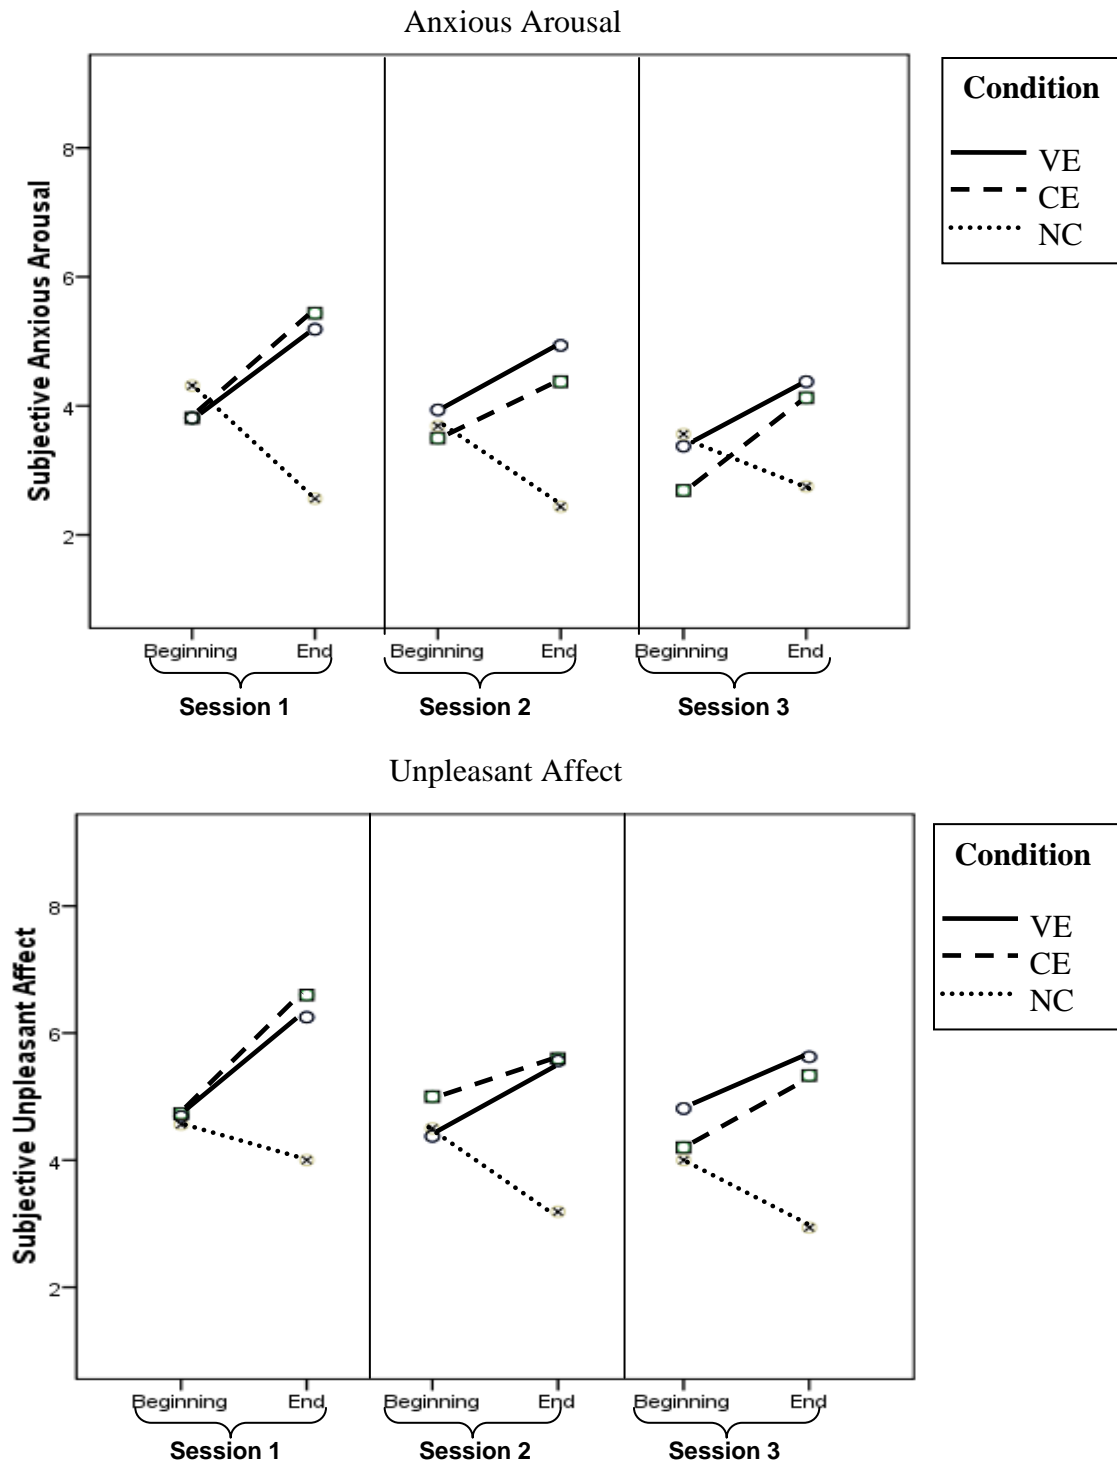 Anxious Arousal
Condition
VE
CE
NC
Subjective Anxious Arousal
8
6
4
2
Beginning End Beginning End Beginning End
Session 1 Session 2 Session 3
Unpleasant Affect
Condition
VE
CE
NC
Subjective Unpleasant Affect
8
6
4
2
Beginning End Beginning End Beginning End
Session 1 Session 2 Session 3